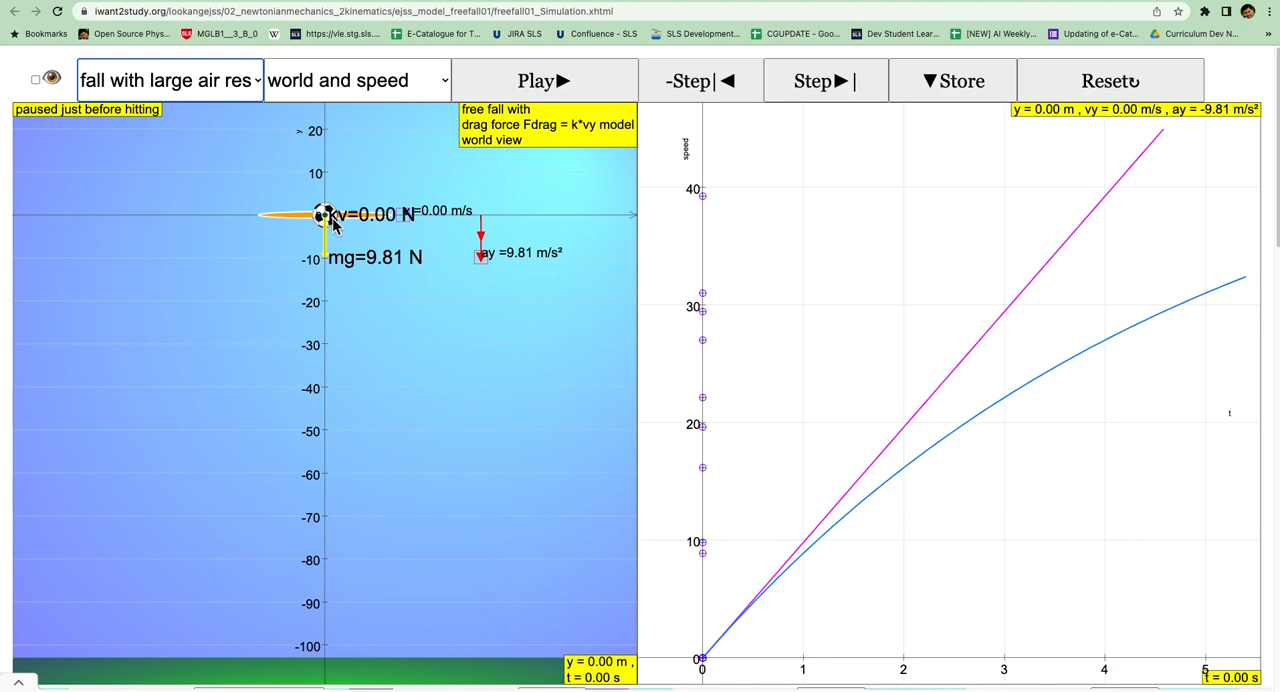 iwant2study.org/lookangejss/02_newtonianmechanics_2kinematics/ejss_model_freefall01/freefall01_Simulation.xhtml
Bookmarks
Open Source Phys...
MGLB1__3_B_0
https://vle.stg.sls....
E-Catalogue for T...
JIRA SLS
Confluence - SLS
SLS Development...
CGUPDATE - Goo...
Dev Student Lear...
[NEW] AI Weekly...
Updating of e-Cat...
Curriculum Dev N...
»
fall with large air res
world and speed
Play▶
-Step|◀
Step▶|
▼Store
Reset↻
paused just before hitting
free fall with
drag force Fdrag = k*vy model
world view
y
20
10
-10
-20
-30
-40
-50
-60
-70
-80
-90
-100
kv=0.00 N
=0.00 m/s
mg=9.81 N
ay =9.81 m/s²
y = 0.00 m ,
t = 0.00 s
y = 0.00 m , vy = 0.00 m/s , ay = -9.81 m/s²
speed
40
30
20
10
0
0
1
2
3
4
5
t
t = 0.00 s